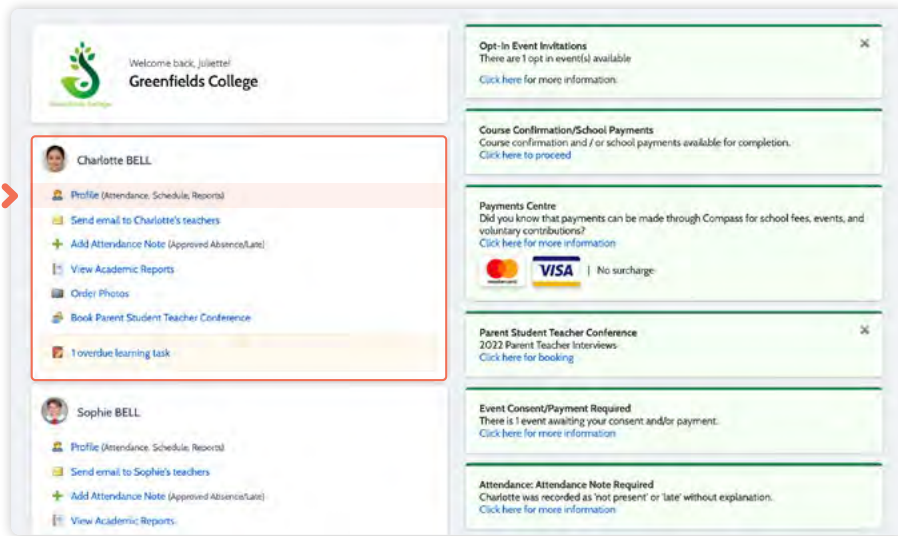 Welcome back, Juliette!
Greenfields College
Greenfields College
Charlotte BELL
Profile (Attendance, Schedule, Reports)
Send email to Charlotte's teachers
Add Attendance Note (Approved Absence/Late)
View Academic Reports
Order Photos
Book Parent Student Teacher Conference
1 overdue learning task
Sophie BELL
Profile (Attendance, Schedule, Reports)
Send email to Sophie's teachers
Add Attendance Note (Approved Absence/Late)
View Academic Reports
Opt-In Event Invitations
There are 1 opt in event(s) available
Click here for more information.
Course Confirmation/School Payments
Course confirmation and / or school payments available for completion.
Click here to proceed
Payments Centre
Did you know that payments can be made through Compass for school fees, events, and
voluntary contributions?
Click here for more information
mastercard VISA | No surcharge
Parent Student Teacher Conference
2022 Parent Teacher Interviews
Click here for booking
Event Consent/Payment Required
There is 1 event awaiting your consent and/or payment.
Click here for more information
Attendance: Attendance Note Required
Charlotte was recorded as 'not present' or 'late' without explanation.
Click here for more information